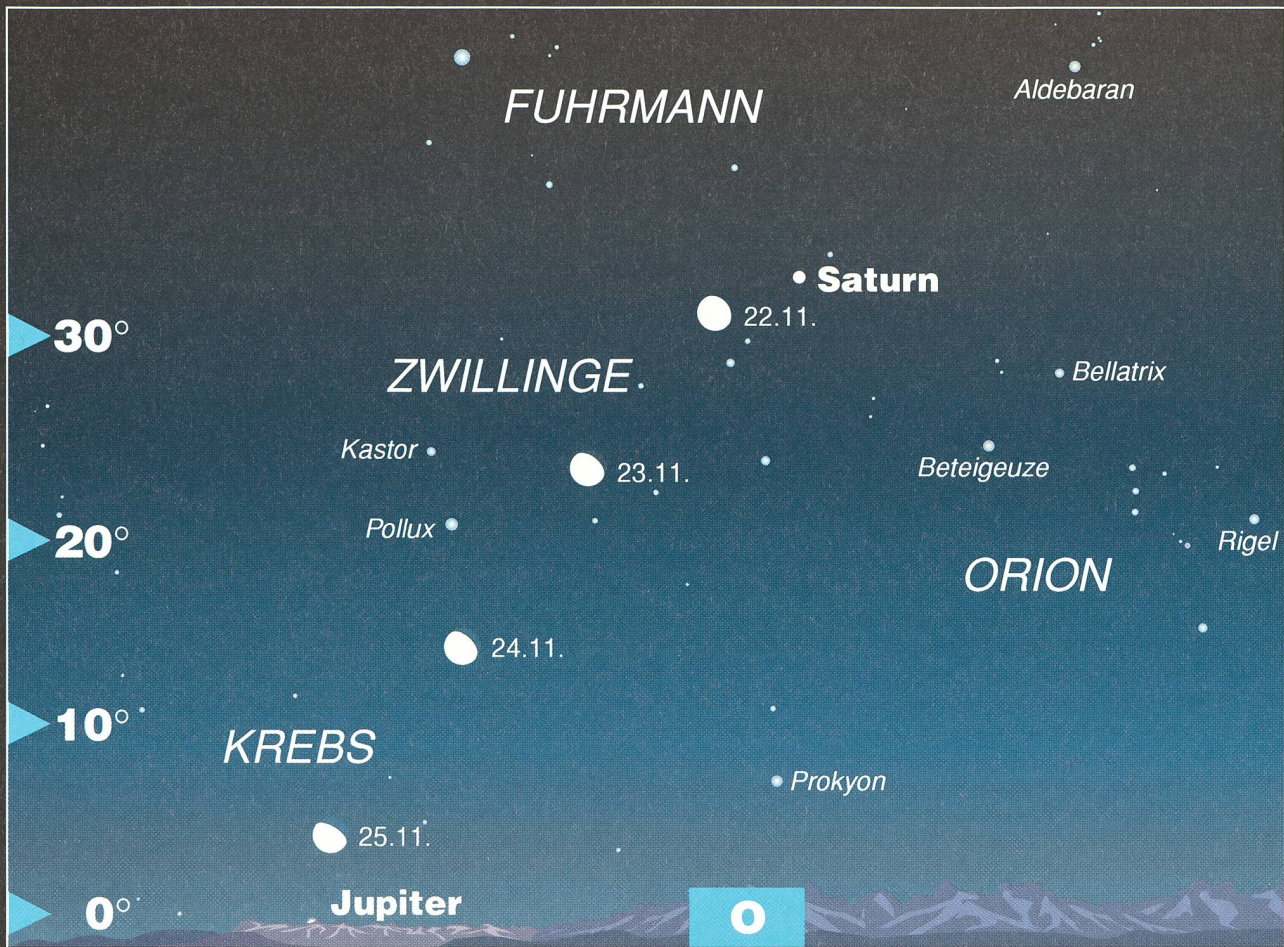 FUHRMANN
Aldebaran
Saturn
22.11.
30°
ZWILLINGE
Bellatrix
Kastor
23.11.
Beteigeuze
Pollux
20°
Rigel
ORION
24.11.
10°
KREBS
Prokyon
25.11.
Jupiter
0°
O